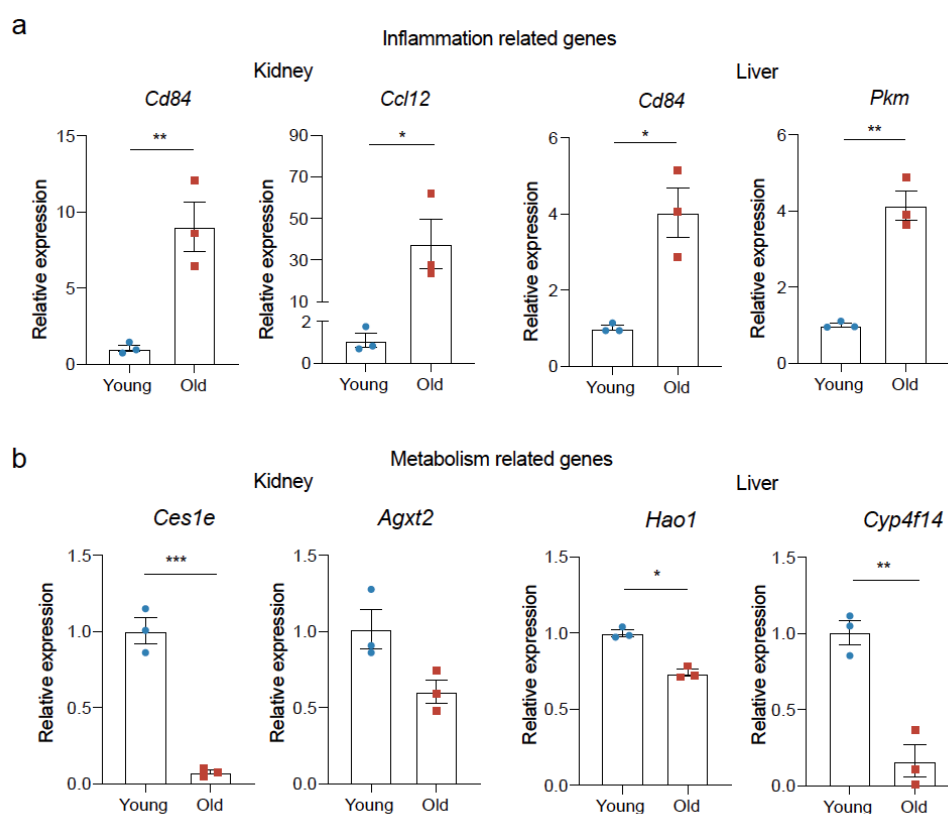 a
Inflammation related genes
Kidney
Liver
Cd84
Ccl12
Cd84
Pkm
**
*
*
**
Relative expression
15
10
5
0
Young Old
Relative expression
90
70
50
30
10
2
0
Young Old
Relative expression
6
4
2
0
Young Old
Relative expression
6
4
2
0
Young Old
b
Metabolism related genes
Kidney
Liver
Ces1e
Agxt2
Hao1
Cyp4f14
***
*
**
Relative expression
1.5
1.0
0.5
0.0
Young Old
Relative expression
1.5
1.0
0.5
0.0
Young Old
Relative expression
1.5
1.0
0.5
0.0
Young Old
Relative expression
1.5
1.0
0.5
0.0
Young Old